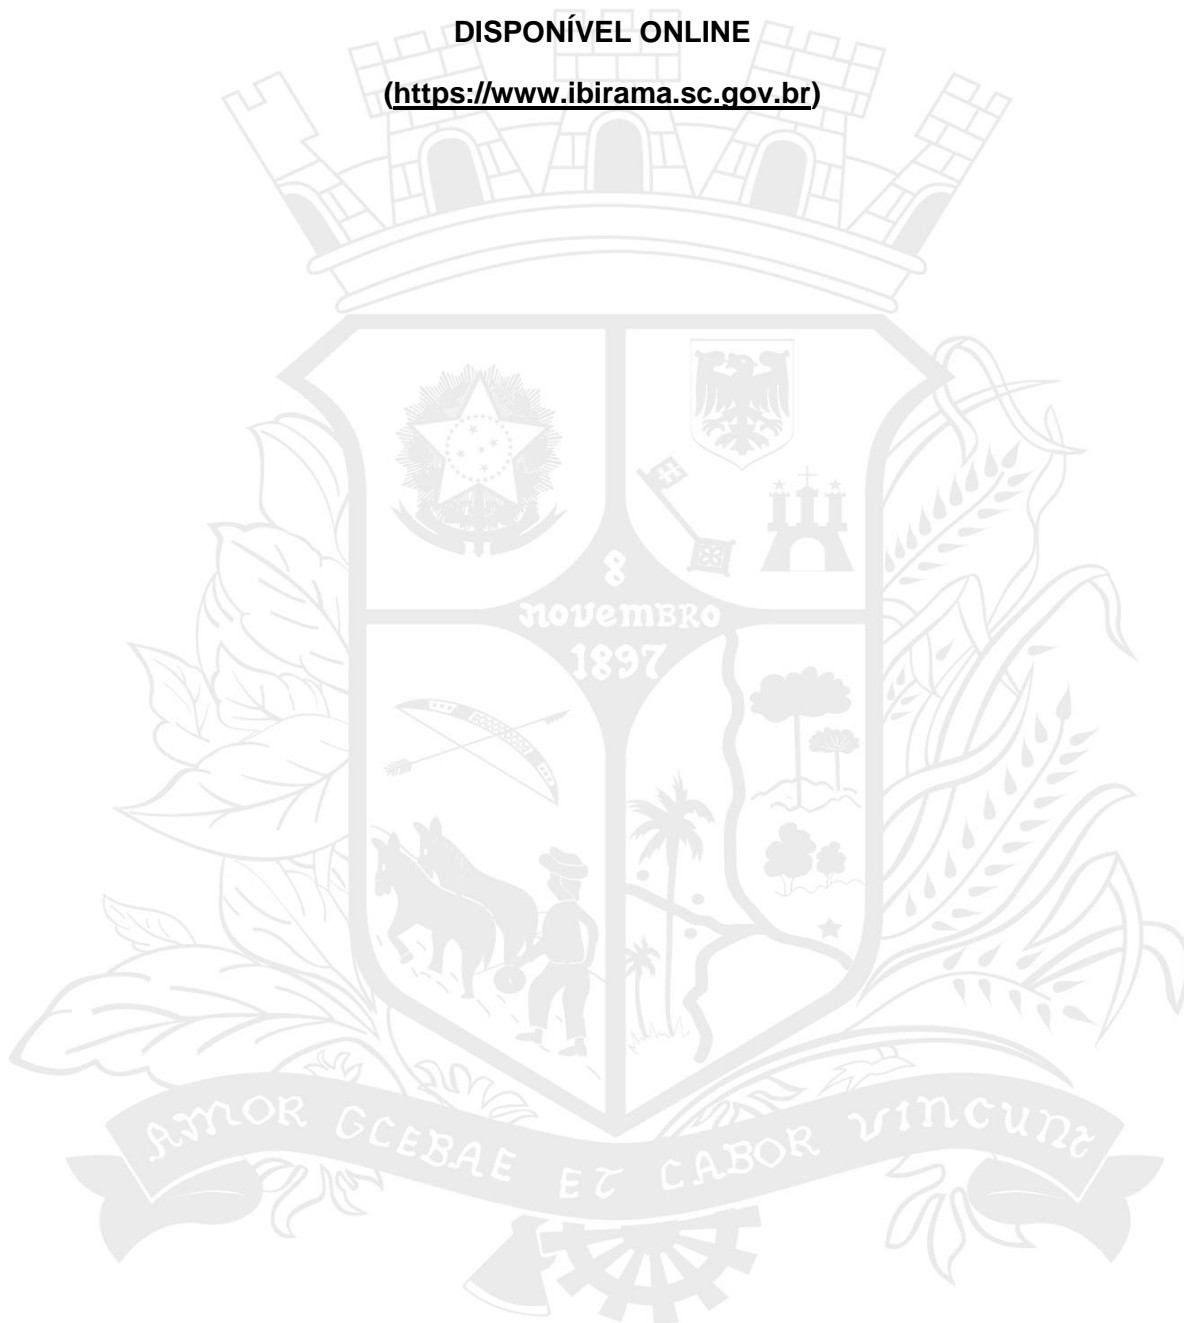 DISPONÍVEL ONLINE
(https://www.ibirama.sc.gov.br)
8
NOVEMBRO
1897
AMOR GLEBAE ET LABOR VINCUNT